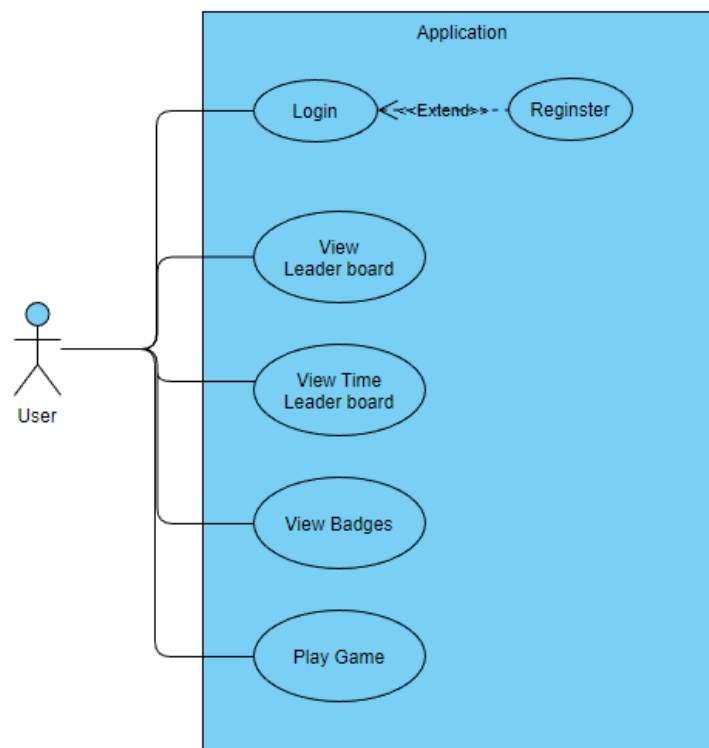 Application
Login
<<Extend>>
Reginster
View
Leader board
View Time
Leader board
User
View Badges
Play Game